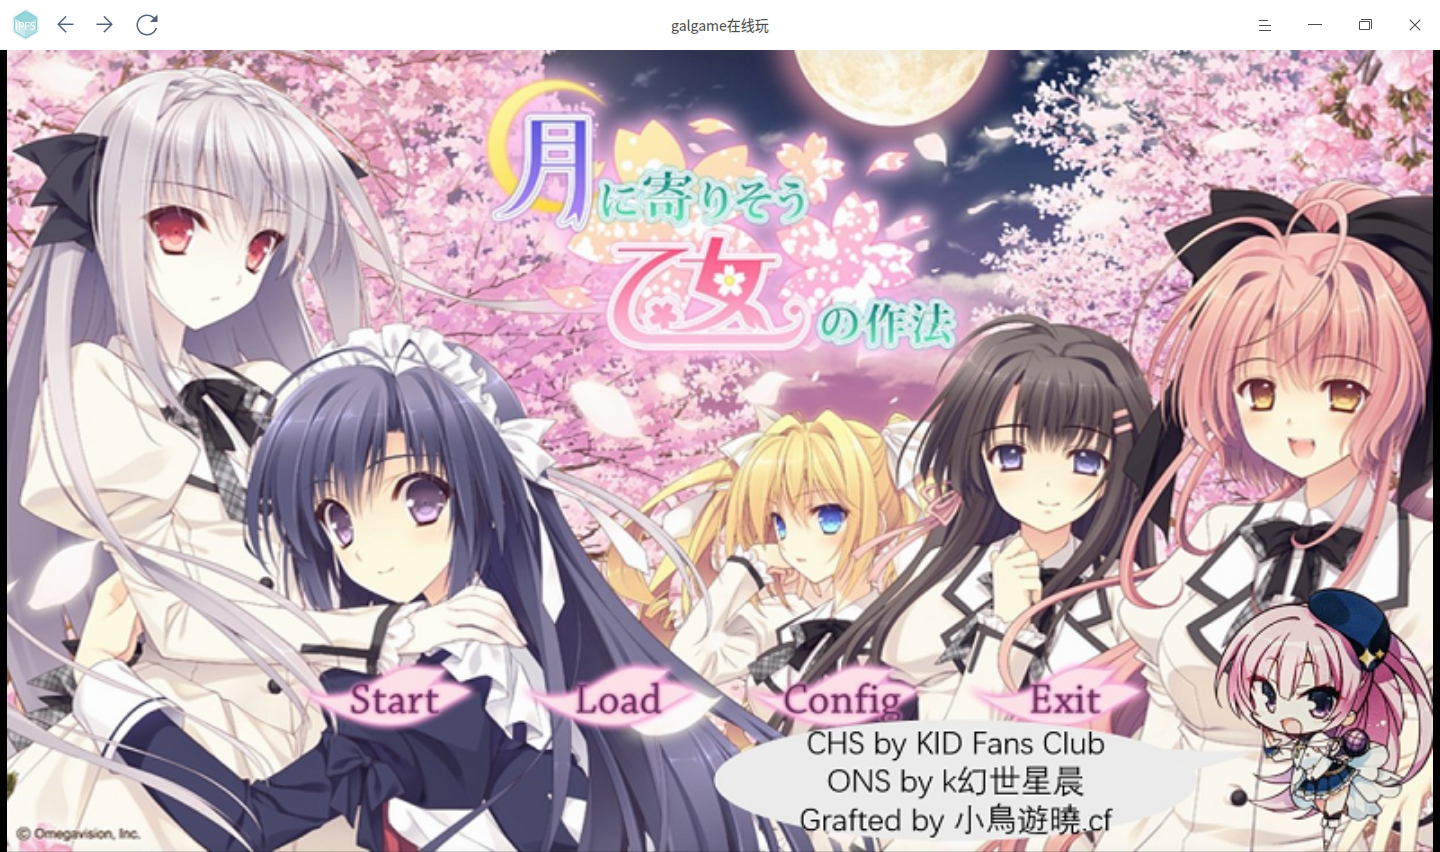 IPFS
galgame在线玩
月に寄りそう
乙女の作法
Start
Load
Config
Exit
CHS by KID Fans Club
ONS by k幻世星晨
Grafted by 小鳥遊曉.cf
© Omegavision, Inc.